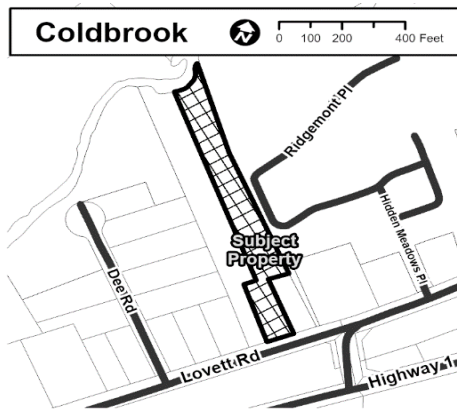 Coldbrook
N
0 100 200 400 Feet
Ridgemont Pl
Hidden Meadows Pl
Subject
Property
Dee Rd
Lovett Rd
Highway 1